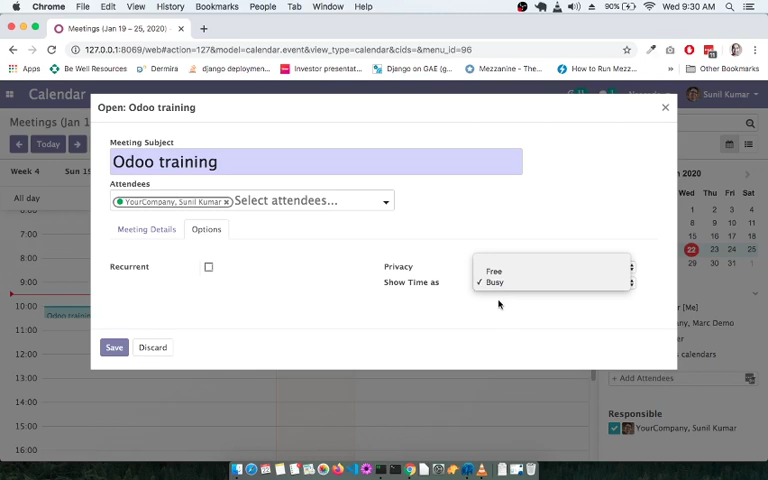 Chrome File Edit View History Bookmarks People Tab Window Help 90% Wed 9:30 AM
Meetings (Jan 19 – 25, 2020)
127.0.0.1:8069/web#action=127&model=calendar.event&view_type=calendar&cids=&menu_id=96
Apps Be Well Resources Dermira django deploymen... Investor presentat... Django on GAE (g... Mezzanine - The... How to Run Mezz... » Other Bookmarks
Calendar Sunil Kumar
Open: Odoo training
Meetings (Jan 1
Meeting Subject
Today
Odoo training
Week 4 Sun 19 2020
Attendees
Wed Thu Fri Sat
All day
YourCompany, Sunil Kumar Select attendees...
1 2 3 4
8 9 10 11
Meeting Details Options
15 16 17 18
22 23 24 25
8:00
29 30 31 1
Recurrent Privacy
Free
9:00
Show Time as Busy
10:00
Odoo training
[Me]
mpany, Marc Demo
11:00
Save Discard
calendars
12:00
13:00
+ Add Attendees
14:00
Responsible
15:00
YourCompany, Sunil Kumar
16:00